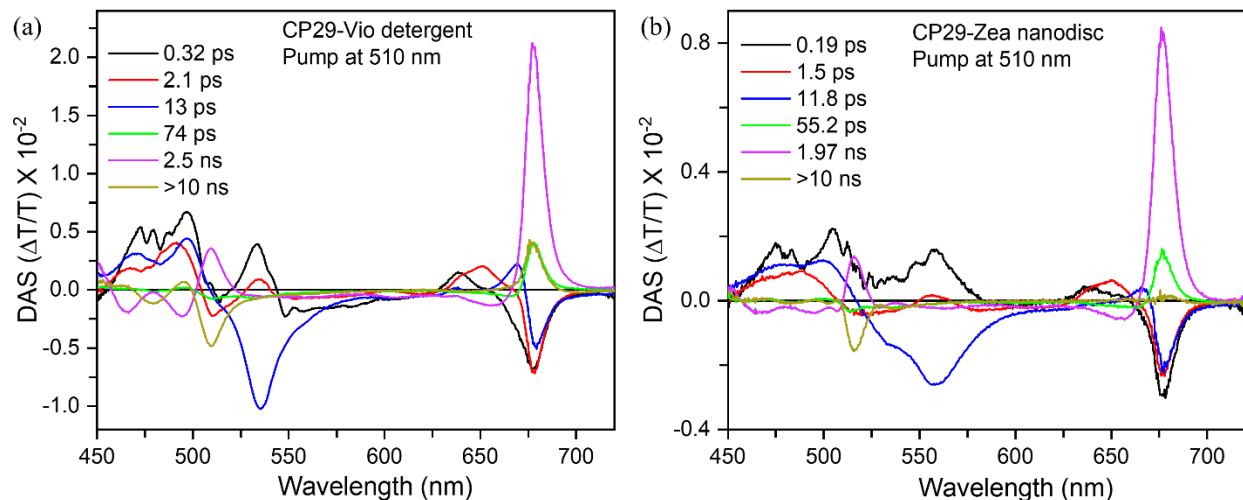 (a)
CP29-Vio detergent
Pump at 510 nm
0.32 ps
2.1 ps
13 ps
74 ps
2.5 ns
>10 ns
DAS (ΔT/T) X 10⁻²
2.0
1.5
1.0
0.5
0.0
-0.5
-1.0
450 500 550 600 650 700
Wavelength (nm)
(b)
CP29-Zea nanodisc
Pump at 510 nm
0.19 ps
1.5 ps
11.8 ps
55.2 ps
1.97 ns
>10 ns
DAS (ΔT/T) X 10⁻²
0.8
0.4
0.0
-0.4
450 500 550 600 650 700
Wavelength (nm)